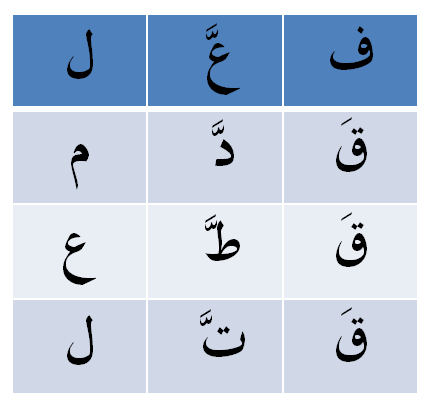 ف عَّ ل
قَ دَّ م
قَ طَّ ع
قَ تَّ ل